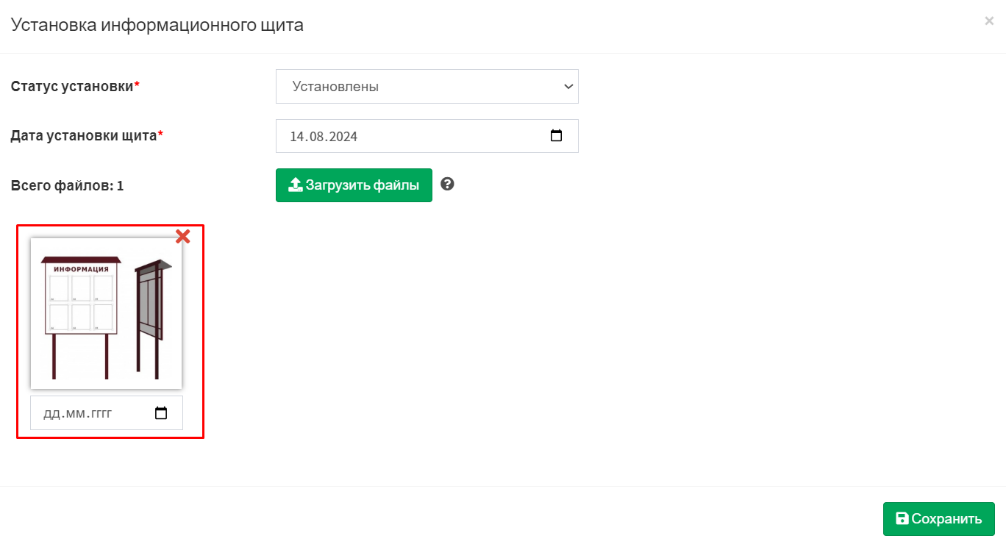 Установка информационного щита ×
Статус установки* Установлены
Дата установки щита* 14.08.2024
Всего файлов: 1 Загрузить файлы ?
ИНФОРМАЦИЯ
дд.мм.гггг
Сохранить